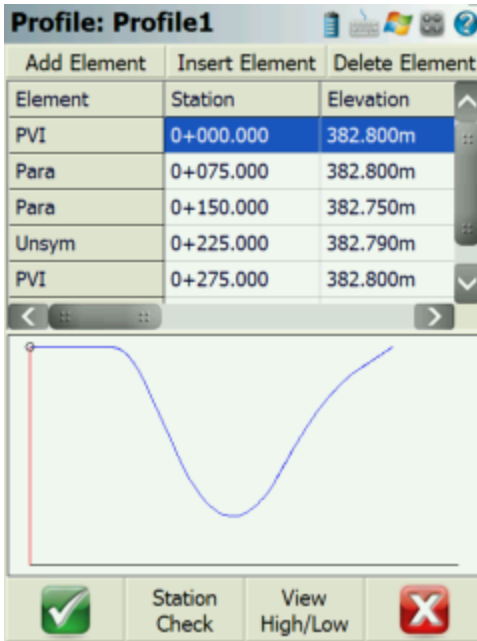 Profile: Profile1
Add Element Insert Element Delete Element
Element Station Elevation
PVI 0+000.000 382.800m
Para 0+075.000 382.800m
Para 0+150.000 382.750m
Unsym 0+225.000 382.790m
PVI 0+275.000 382.800m
Station Check View High/Low